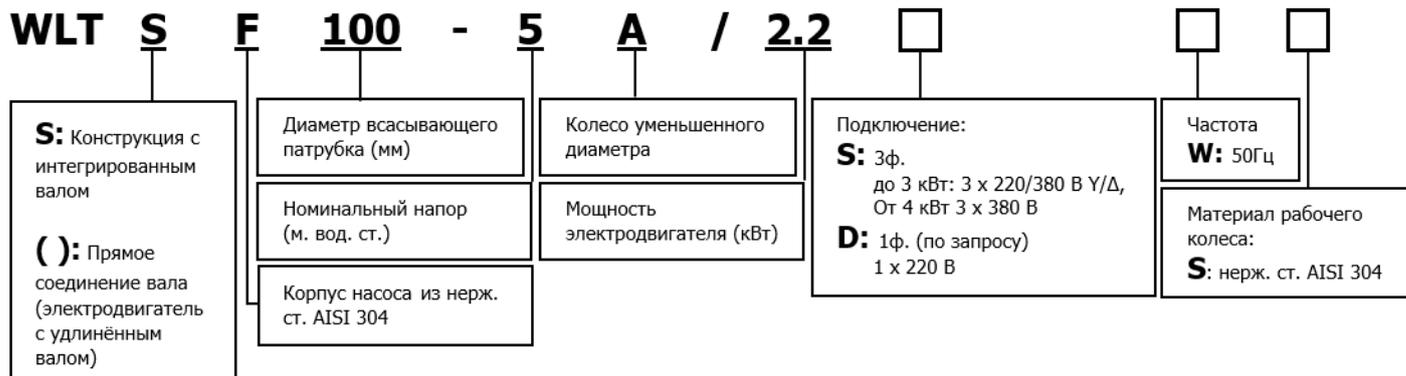 WLT S F 100 - 5 A / 2.2
S: Конструкция с
интегрированным
валом
( ): Прямое
соединение вала
(электродвигатель
с удлинённым
валом)
Диаметр всасывающего
патрубка (мм)
Номинальный напор
(м. вод. ст.)
Корпус насоса из нерж.
ст. AISI 304
Колесо уменьшенного
диаметра
Мощность
электродвигателя (кВт)
Подключение:
S: 3ф.
до 3 кВт: 3 х 220/380 В Y/Δ,
От 4 кВт 3 х 380 В
D: 1ф. (по запросу)
1 х 220 В
Частота
W: 50Гц
Материал рабочего
колеса:
S: нерж. ст. AISI 304